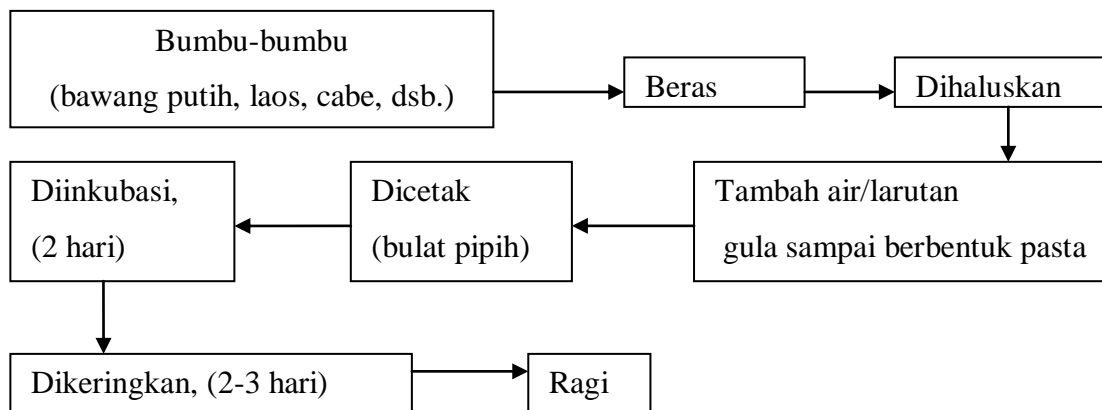 Bumbu-bumbu
(bawang putih, laos, cabe, dsb.)
Beras
Dihaluskan
Tambah air/larutan
gula sampai berbentuk pasta
Dicetak
(bulat pipih)
Diinkubasi,
(2 hari)
Dikeringkan, (2-3 hari)
Ragi